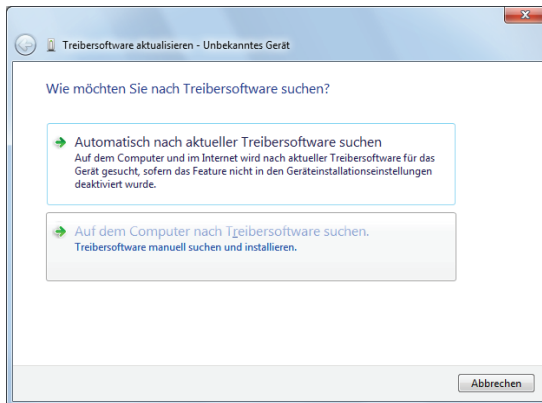 Treibersoftware aktualisieren - Unbekanntes Gerät
Wie möchten Sie nach Treibersoftware suchen?
Automatisch nach aktueller Treibersoftware suchen
Auf dem Computer und im Internet wird nach aktueller Treibersoftware für das
Gerät gesucht, sofern das Feature nicht in den Geräteinstallationseinstellungen
deaktiviert wurde.
Auf dem Computer nach Treibersoftware suchen.
Treibersoftware manuell suchen und installieren.
Abbrechen